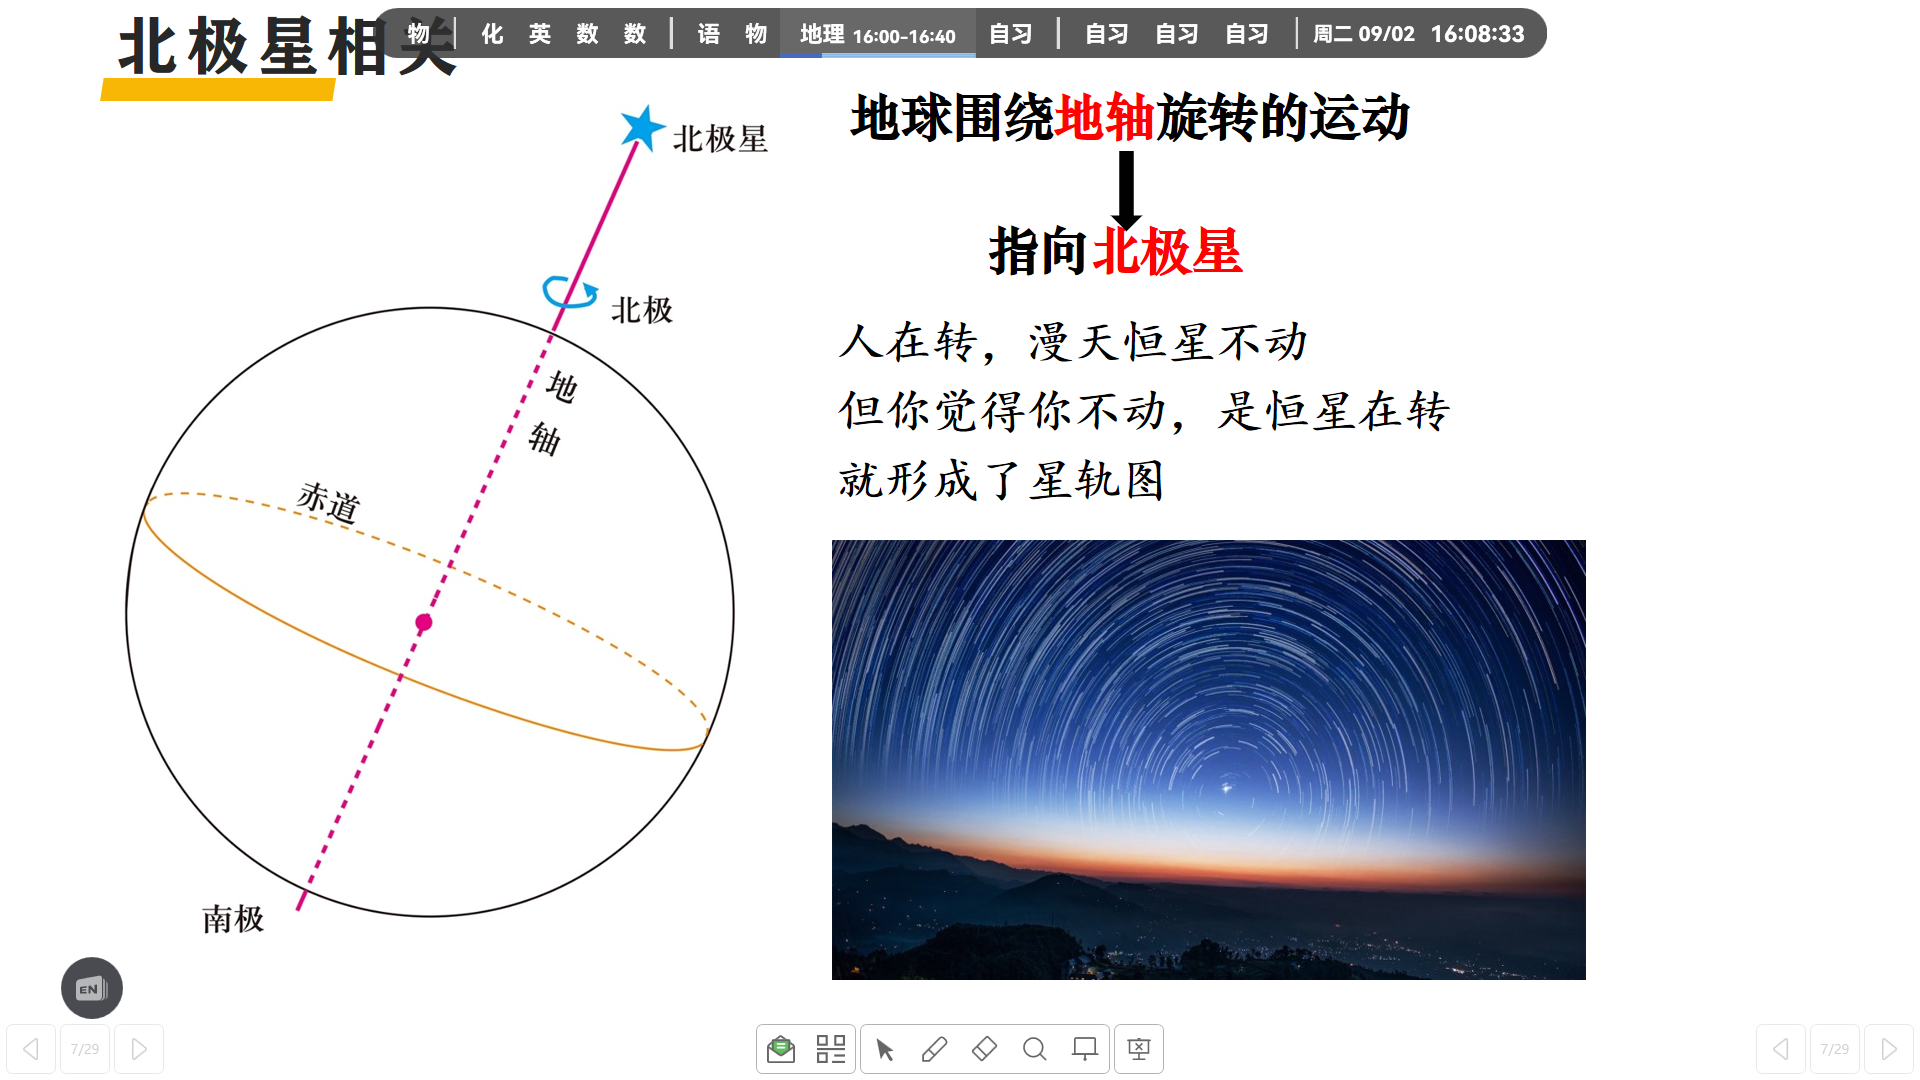 北极星相关
物 | 化 英 数 数 | 语 物 地理 16:00-16:40 自习 | 自习 自习 自习 | 周二 09/02 16:08:33
地球围绕地轴旋转的运动
北极星
指向北极星
北极
人在转，漫天恒星不动
地轴
但你觉得你不动，是恒星在转
就形成了星轨图
赤道
南极
EN
7/29
7/29